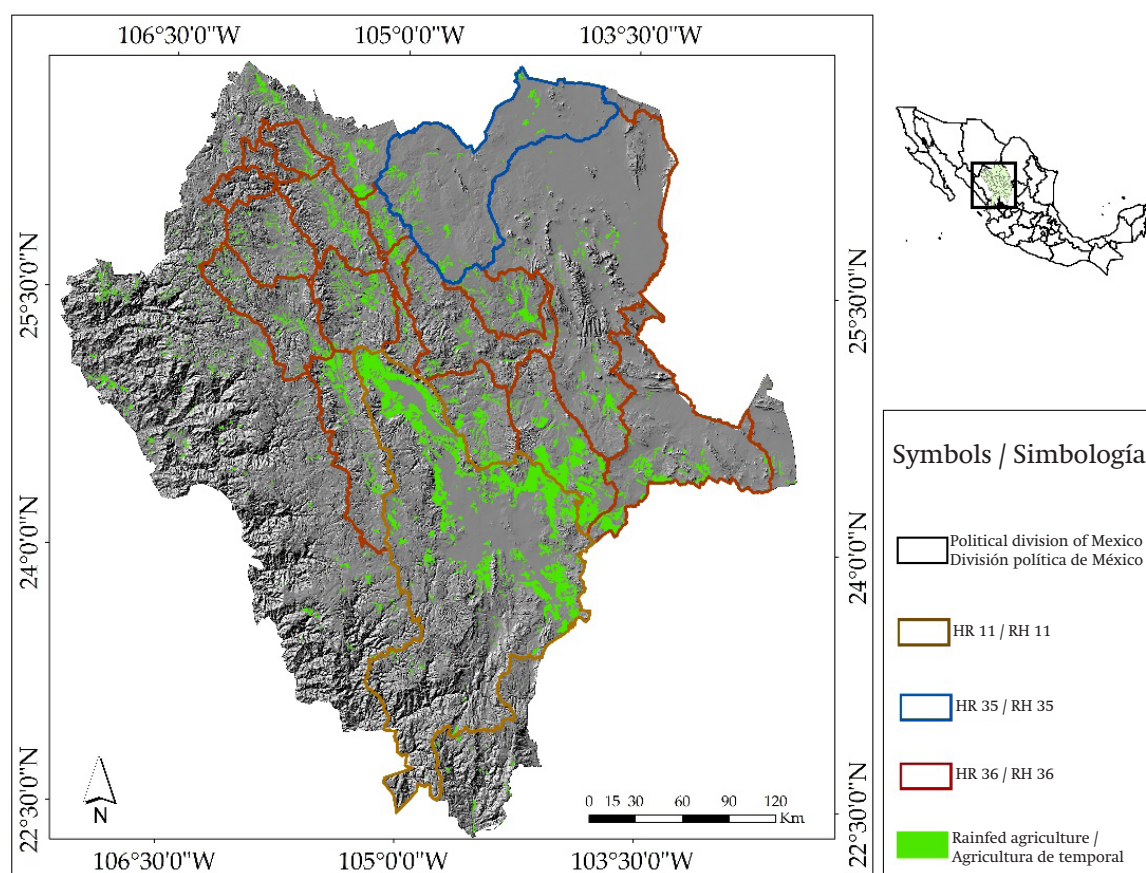 106°30'0"W
105°0'0"W
103°30'0"W
25°30'0"N
24°0'0"N
22°30'0"N
25°30'0"N
24°0'0"N
22°30'0"N
N
0 15 30 60 90 120
Km
106°30'0"W
105°0'0"W
103°30'0"W
Symbols / Simbología
Political division of Mexico
División política de México
HR 11 / RH 11
HR 35 / RH 35
HR 36 / RH 36
Rainfed agriculture /
Agricultura de temporal